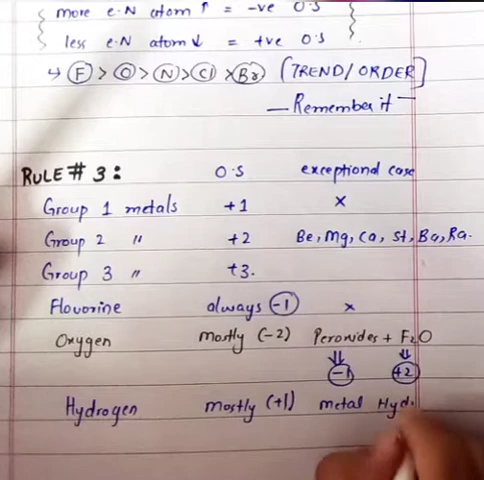 more e.N atom ↑ = -ve O.S
less e.N atom ↓ = +ve O.S
↳ F > O > N > Cl > Br [TREND/ORDER]
— Remember it —
RULE # 3: O.S exceptional case
Group 1 metals +1 ×
Group 2 " +2 Be, Mg, Ca, St, Ba, Ra.
Group 3 " +3.
Flouorine always -1 ×
Oxygen mostly (-2) Peroxides + F2O
⇓ ⇓
-1 +2
Hydrogen mostly (+1) metal Hyd.